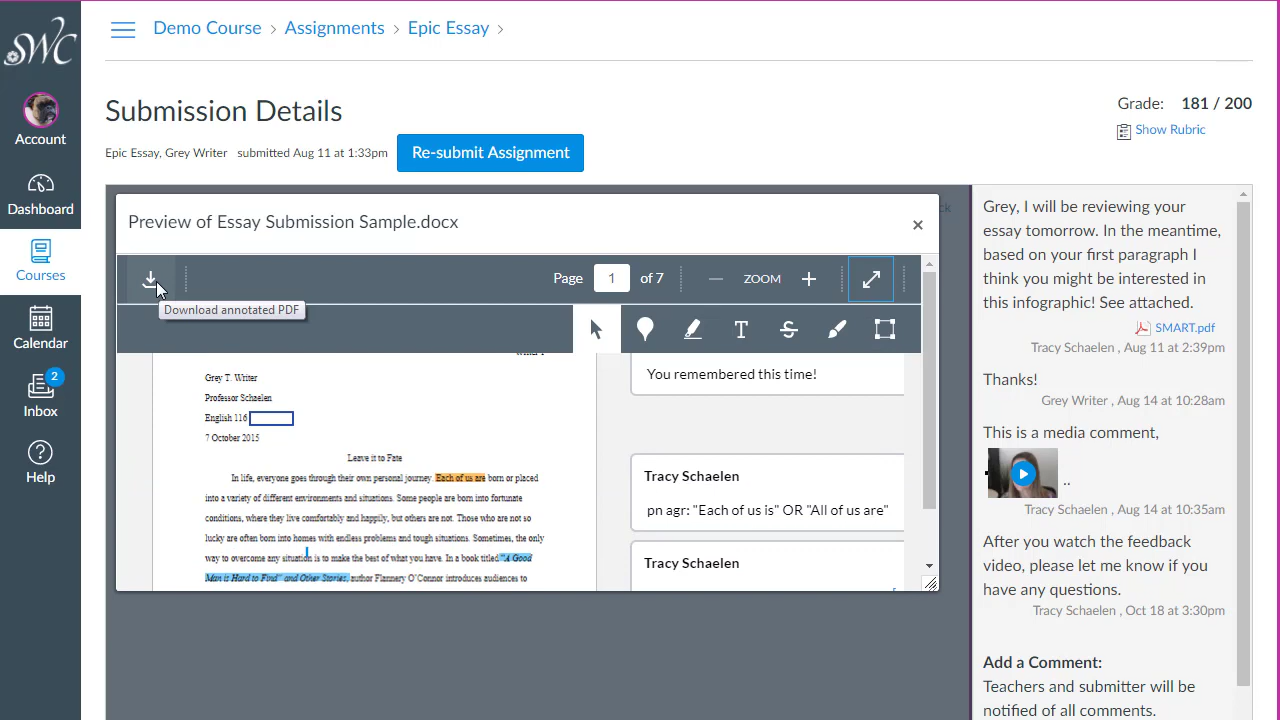 SWC
Account
Dashboard
Courses
Calendar
2
Inbox
Help
Demo Course > Assignments > Epic Essay >
Submission Details
Epic Essay, Grey Writer submitted Aug 11 at 1:33pm
Re-submit Assignment
Grade: 181 / 200
Show Rubric
Preview of Essay Submission Sample.docx
×
Page 1 of 7
ZOOM
Download annotated PDF
T
S
Grey T. Writer
Professor Schaelen
English 116
7 October 2015
Leave it to Fate
In life, everyone goes through their own personal journey. Each of us are born or placed
into a variety of different environments and situations. Some people are born into fortunate
conditions, where they live comfortably and happily, but others are not. Those who are not so
lucky are often born into homes with endless problems and tough situations. Sometimes, the only
way to overcome any situation is to make the best of what you have. In a book titled "A Good
Man is Hard to Find" and Other Stories, author Flannery O'Connor introduces audiences to
You remembered this time!
Tracy Schaelen
pn agr: "Each of us is" OR "All of us are"
Tracy Schaelen
Grey, I will be reviewing your
essay tomorrow. In the meantime,
based on your first paragraph I
think you might be interested in
this infographic! See attached.
SMART.pdf
Tracy Schaelen , Aug 11 at 2:39pm
Thanks!
Grey Writer , Aug 14 at 10:28am
This is a media comment,
..
Tracy Schaelen , Aug 14 at 10:35am
After you watch the feedback
video, please let me know if you
have any questions.
Tracy Schaelen , Oct 18 at 3:30pm
Add a Comment:
Teachers and submitter will be
notified of all comments.